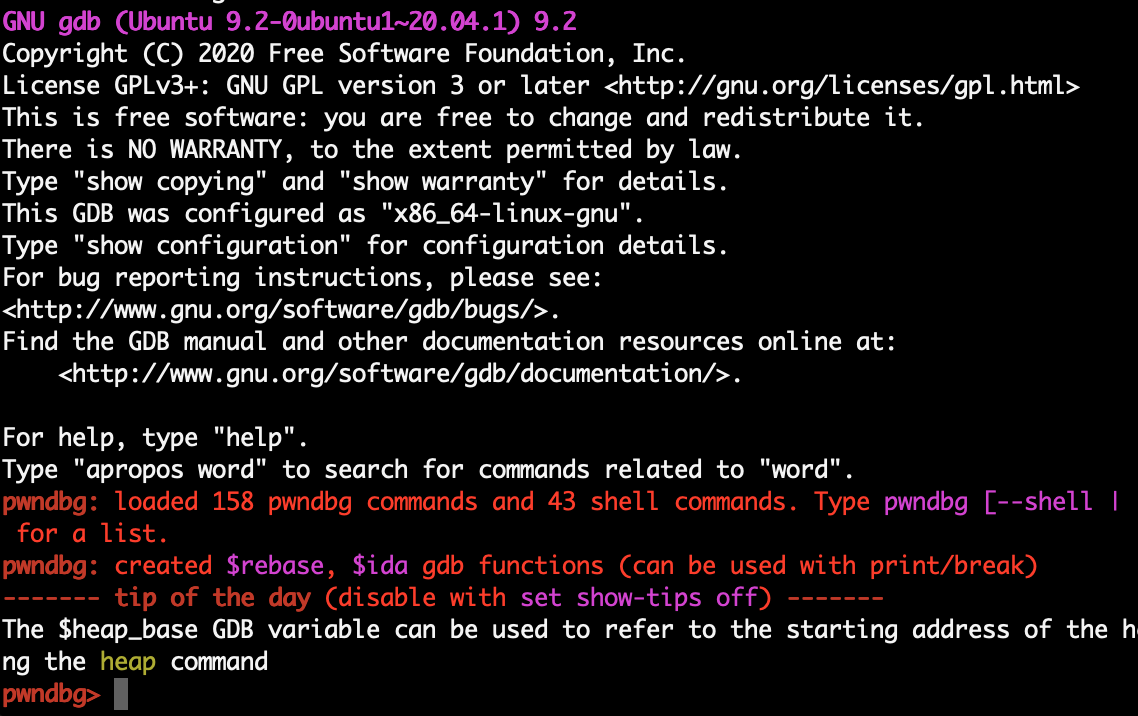 GNU gdb (Ubuntu 9.2-0ubuntu1~20.04.1) 9.2
Copyright (C) 2020 Free Software Foundation, Inc.
License GPLv3+: GNU GPL version 3 or later <http://gnu.org/licenses/gpl.html>
This is free software: you are free to change and redistribute it.
There is NO WARRANTY, to the extent permitted by law.
Type "show copying" and "show warranty" for details.
This GDB was configured as "x86_64-linux-gnu".
Type "show configuration" for configuration details.
For bug reporting instructions, please see:
<http://www.gnu.org/software/gdb/bugs/>.
Find the GDB manual and other documentation resources online at:
    <http://www.gnu.org/software/gdb/documentation/>.
For help, type "help".
Type "apropos word" to search for commands related to "word".
pwndbg: loaded 158 pwndbg commands and 43 shell commands. Type pwndbg [--shell |
 for a list.
pwndbg: created $rebase, $ida gdb functions (can be used with print/break)
------- tip of the day (disable with set show-tips off) -------
The $heap_base GDB variable can be used to refer to the starting address of the
ng the heap command
pwndbg>